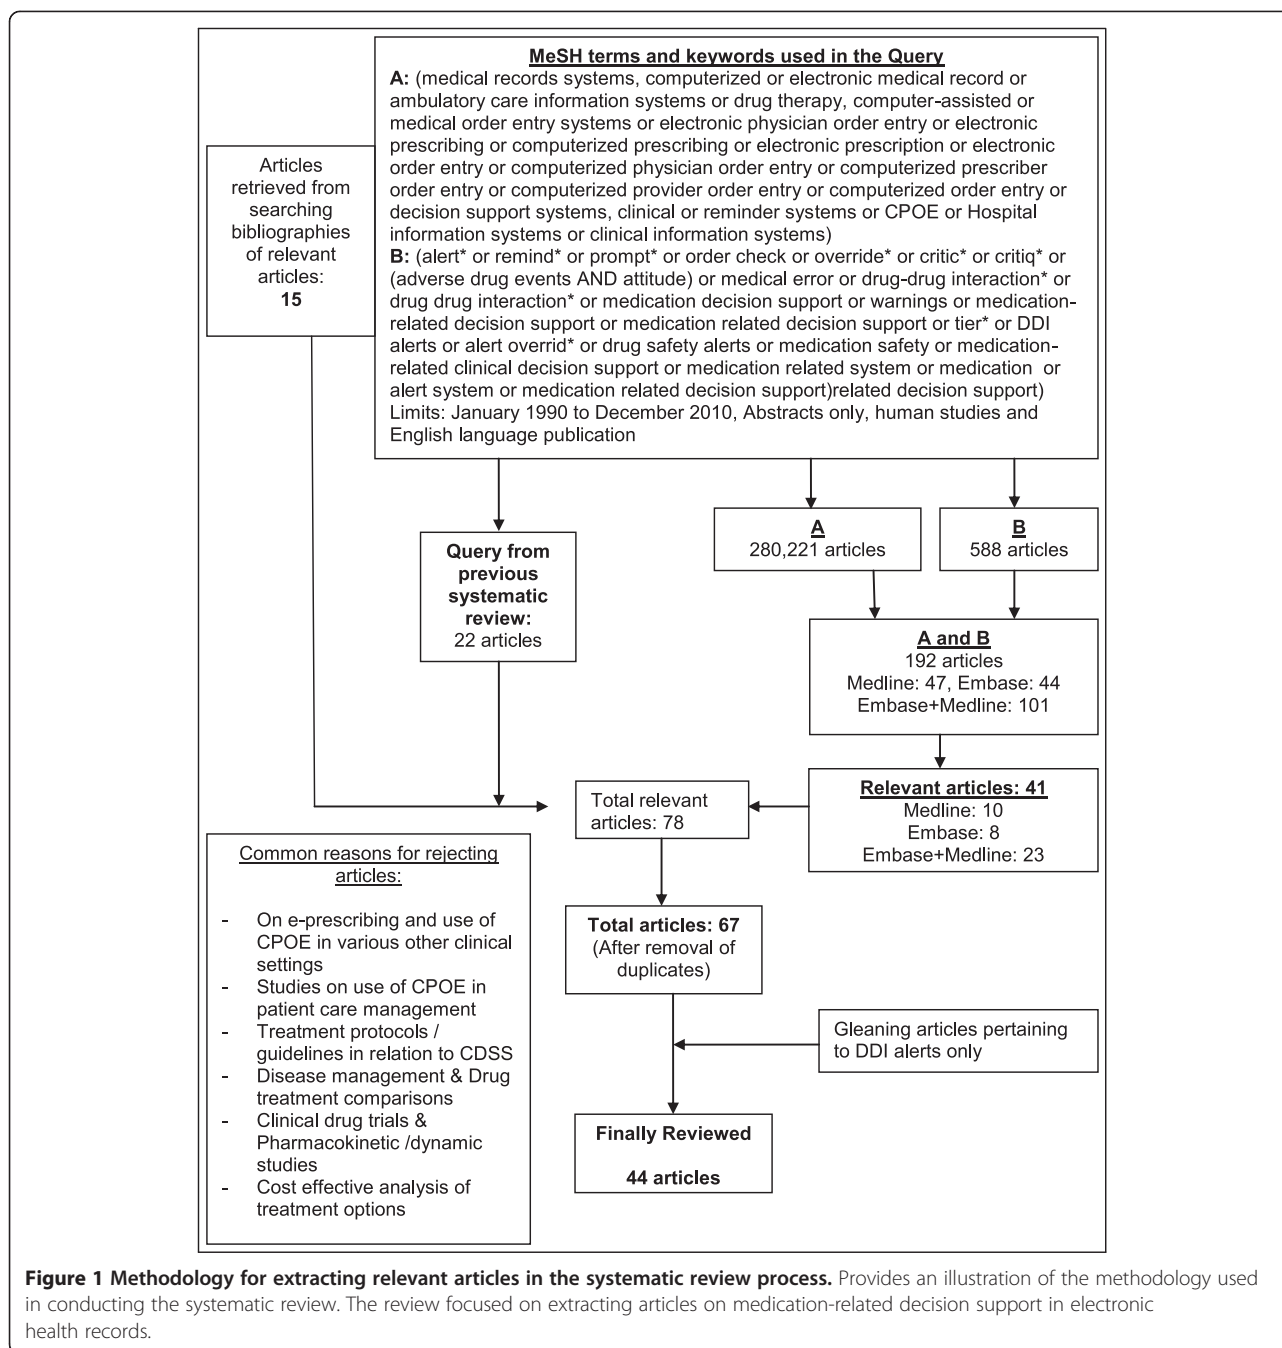 MeSH terms and keywords used in the Query
A: (medical records systems, computerized or electronic medical record or
ambulatory care information systems or drug therapy, computer-assisted or
medical order entry systems or electronic physician order entry or electronic
prescribing or computerized prescribing or electronic prescription or electronic
order entry or computerized physician order entry or computerized prescriber
order entry or computerized provider order entry or computerized order entry or
decision support systems, clinical or reminder systems or CPOE or Hospital
information systems or clinical information systems)
B: (alert* or remind* or prompt* or order check or override* or critic* or critiq* or
(adverse drug events AND attitude) or medical error or drug-drug interaction* or
drug drug interaction* or medication decision support or warnings or medication-
related decision support or medication related decision support or tier* or DDI
alerts or alert overrid* or drug safety alerts or medication safety or medication-
related clinical decision support or medication related system or medication or
alert system or medication related decision support)related decision support)
Limits: January 1990 to December 2010, Abstracts only, human studies and
English language publication
Articles
retrieved from
searching
bibliographies
of relevant
articles:
15
Query from
previous
systematic
review:
22 articles
A
280,221 articles
B
588 articles
A and B
192 articles
Medline: 47, Embase: 44
Embase+Medline: 101
Relevant articles: 41
Medline: 10
Embase: 8
Embase+Medline: 23
Total relevant
articles: 78
Total articles: 67
(After removal of
duplicates)
Gleaning articles pertaining
to DDI alerts only
Finally Reviewed
44 articles
Common reasons for rejecting
articles:
- On e-prescribing and use of
CPOE in various other clinical
settings
- Studies on use of CPOE in
patient care management
- Treatment protocols /
guidelines in relation to CDSS
- Disease management & Drug
treatment comparisons
- Clinical drug trials &
Pharmacokinetic /dynamic
studies
- Cost effective analysis of
treatment options
Figure 1 Methodology for extracting relevant articles in the systematic review process. Provides an illustration of the methodology used
in conducting the systematic review. The review focused on extracting articles on medication-related decision support in electronic
health records.